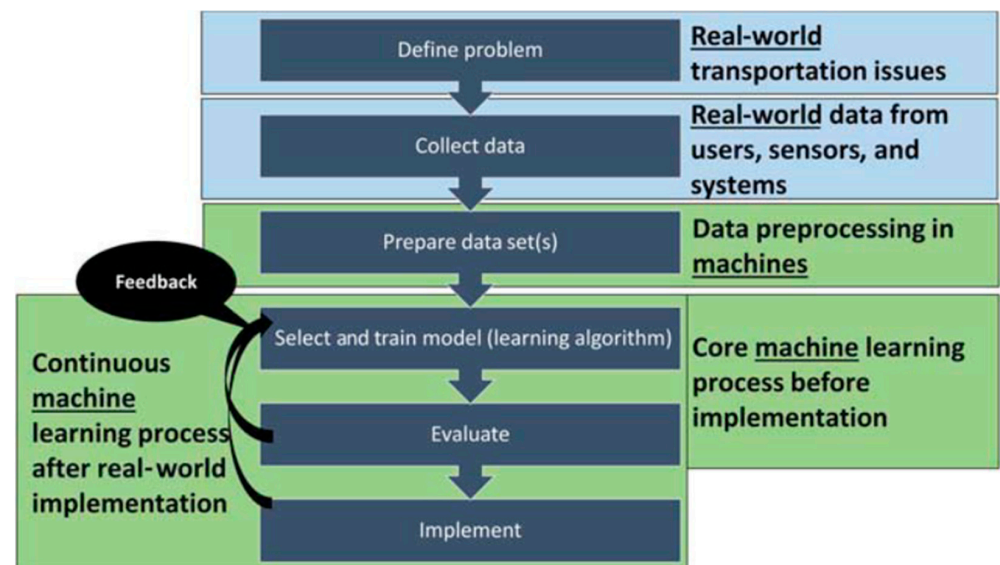 Define problem
Real-world
transportation issues
Collect data
Real-world data from
users, sensors, and
systems
Prepare data set(s)
Data preprocessing in
machines
Feedback
Select and train model (learning algorithm)
Continuous
machine
learning process
after real-world
implementation
Core machine learning
process before
implementation
Evaluate
Implement